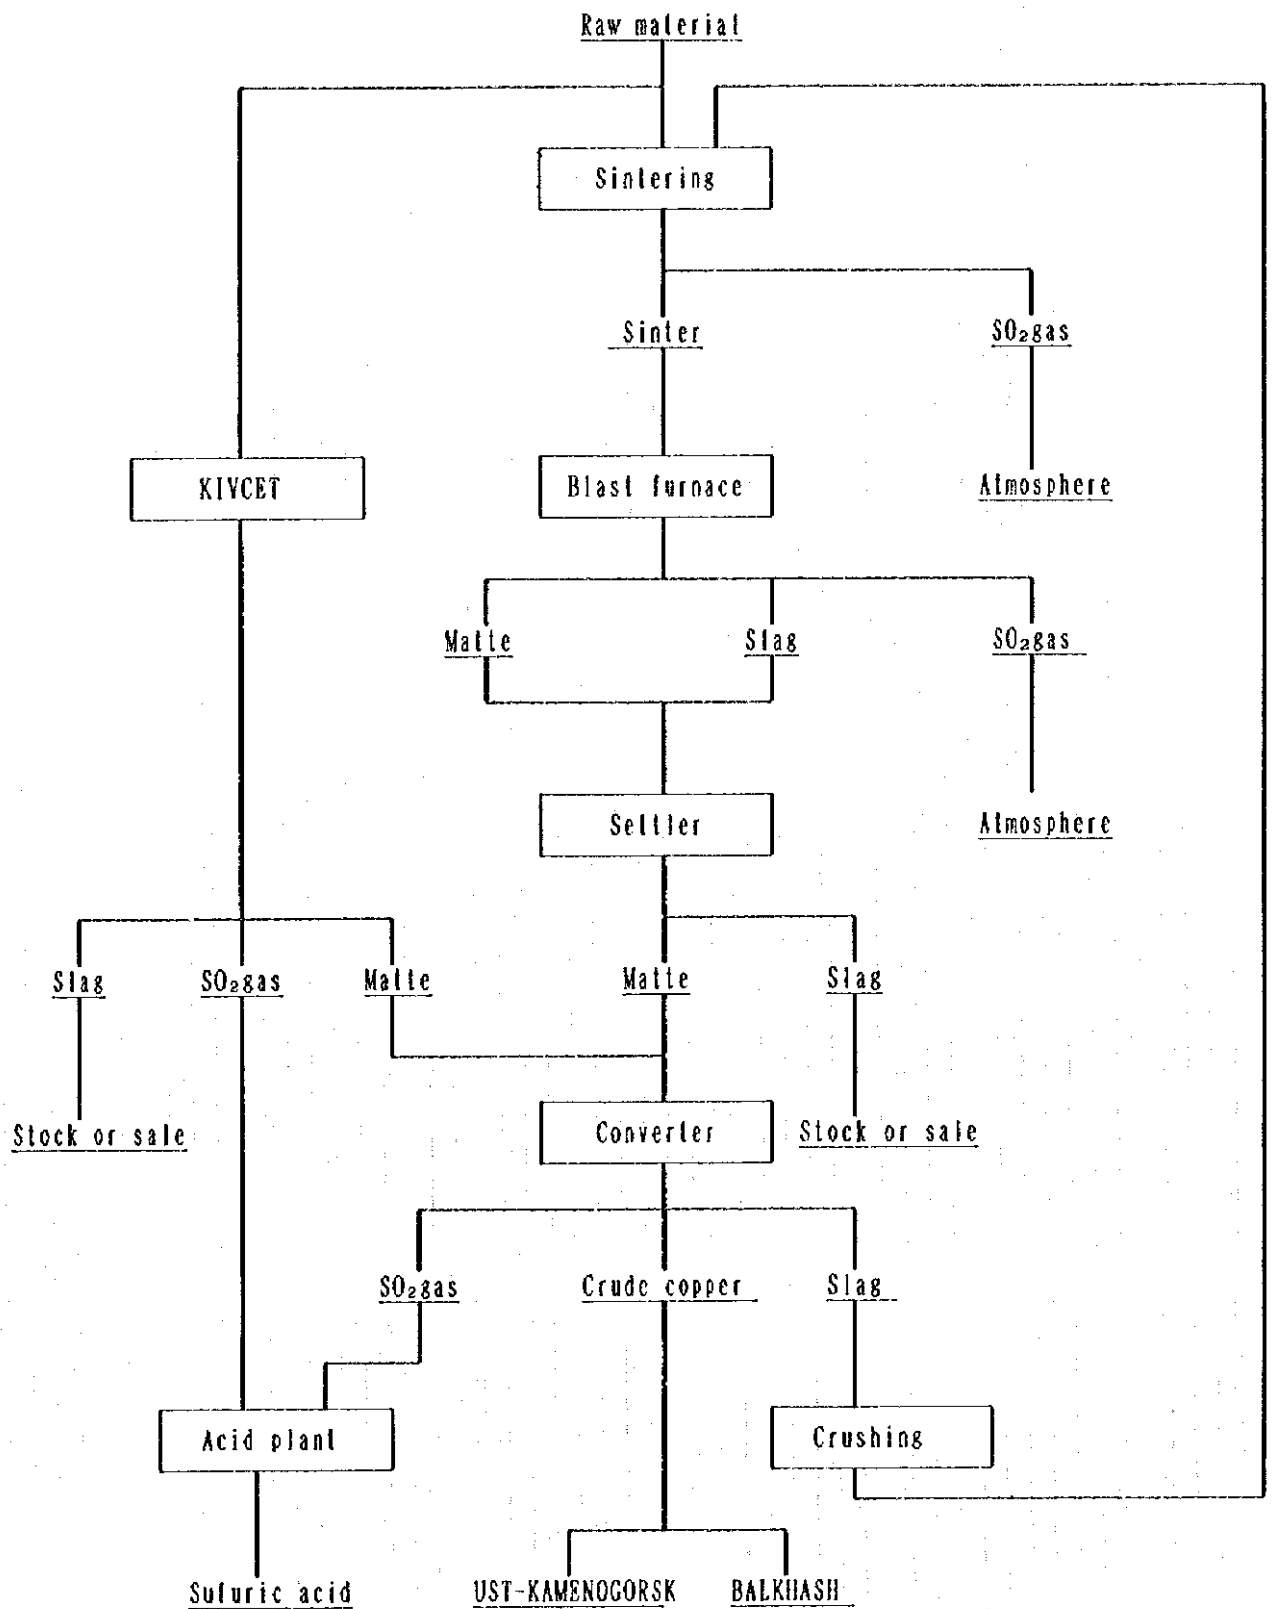 Raw material
Sintering
Sinter
SO₂gas
KIVCET
Blast furnace
Atmosphere
Matte
Slag
SO₂gas
Settler
Atmosphere
Slag
SO₂gas
Matte
Matte
Slag
Stock or sale
Converter
Stock or sale
SO₂gas
Crude copper
Slag
Acid plant
Crushing
Sufuric acid
UST-KAMENOGORSK
BALKHASH